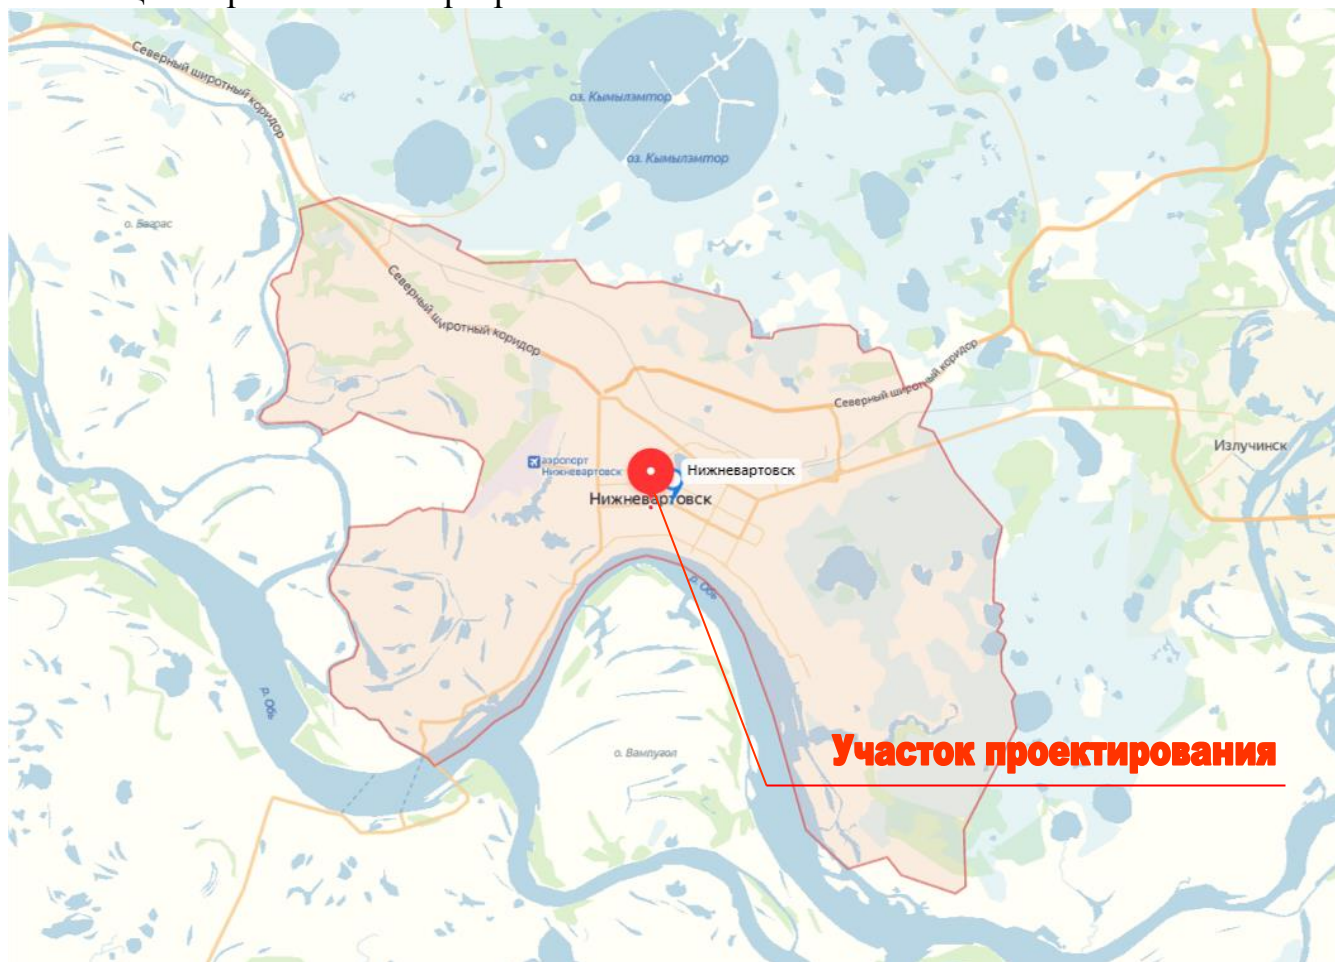 Северный широтный коридор
оз. Кымылэмтор
оз. Кымылэмтор
о. Баграс
Северный широтный коридор
Северный широтный коридор
Излучинск
аэропорт
Нижневартовск
Нижневартовск
Нижневартовск
р. Обь
р. Обь
о. Вампугол
Участок проектирования